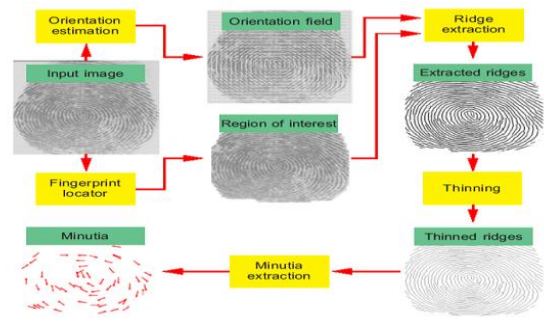 Orientation
estimation
Orientation field
Ridge
extraction
Input image
Extracted ridges
Region of interest
Fingerprint
locator
Thinning
Minutia
Thinned ridges
Minutia
extraction